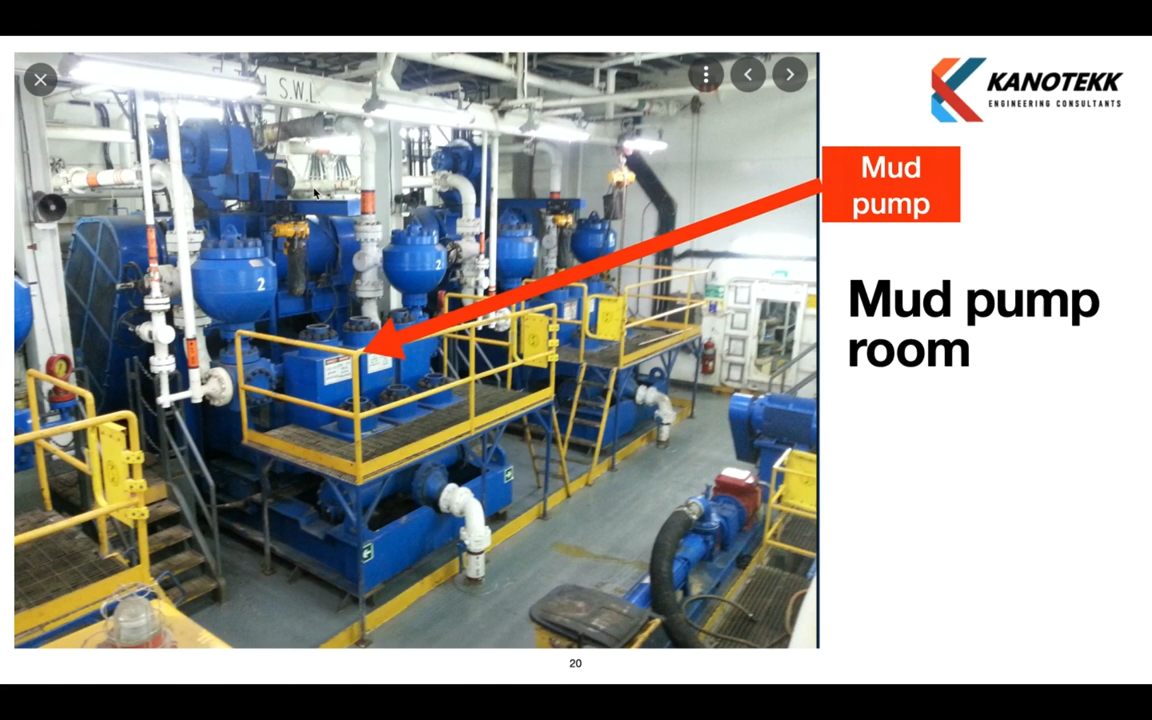 S.W.L.
2
2
KANOTEKK
ENGINEERING CONSULTANTS
Mud
pump
Mud pump
room
20